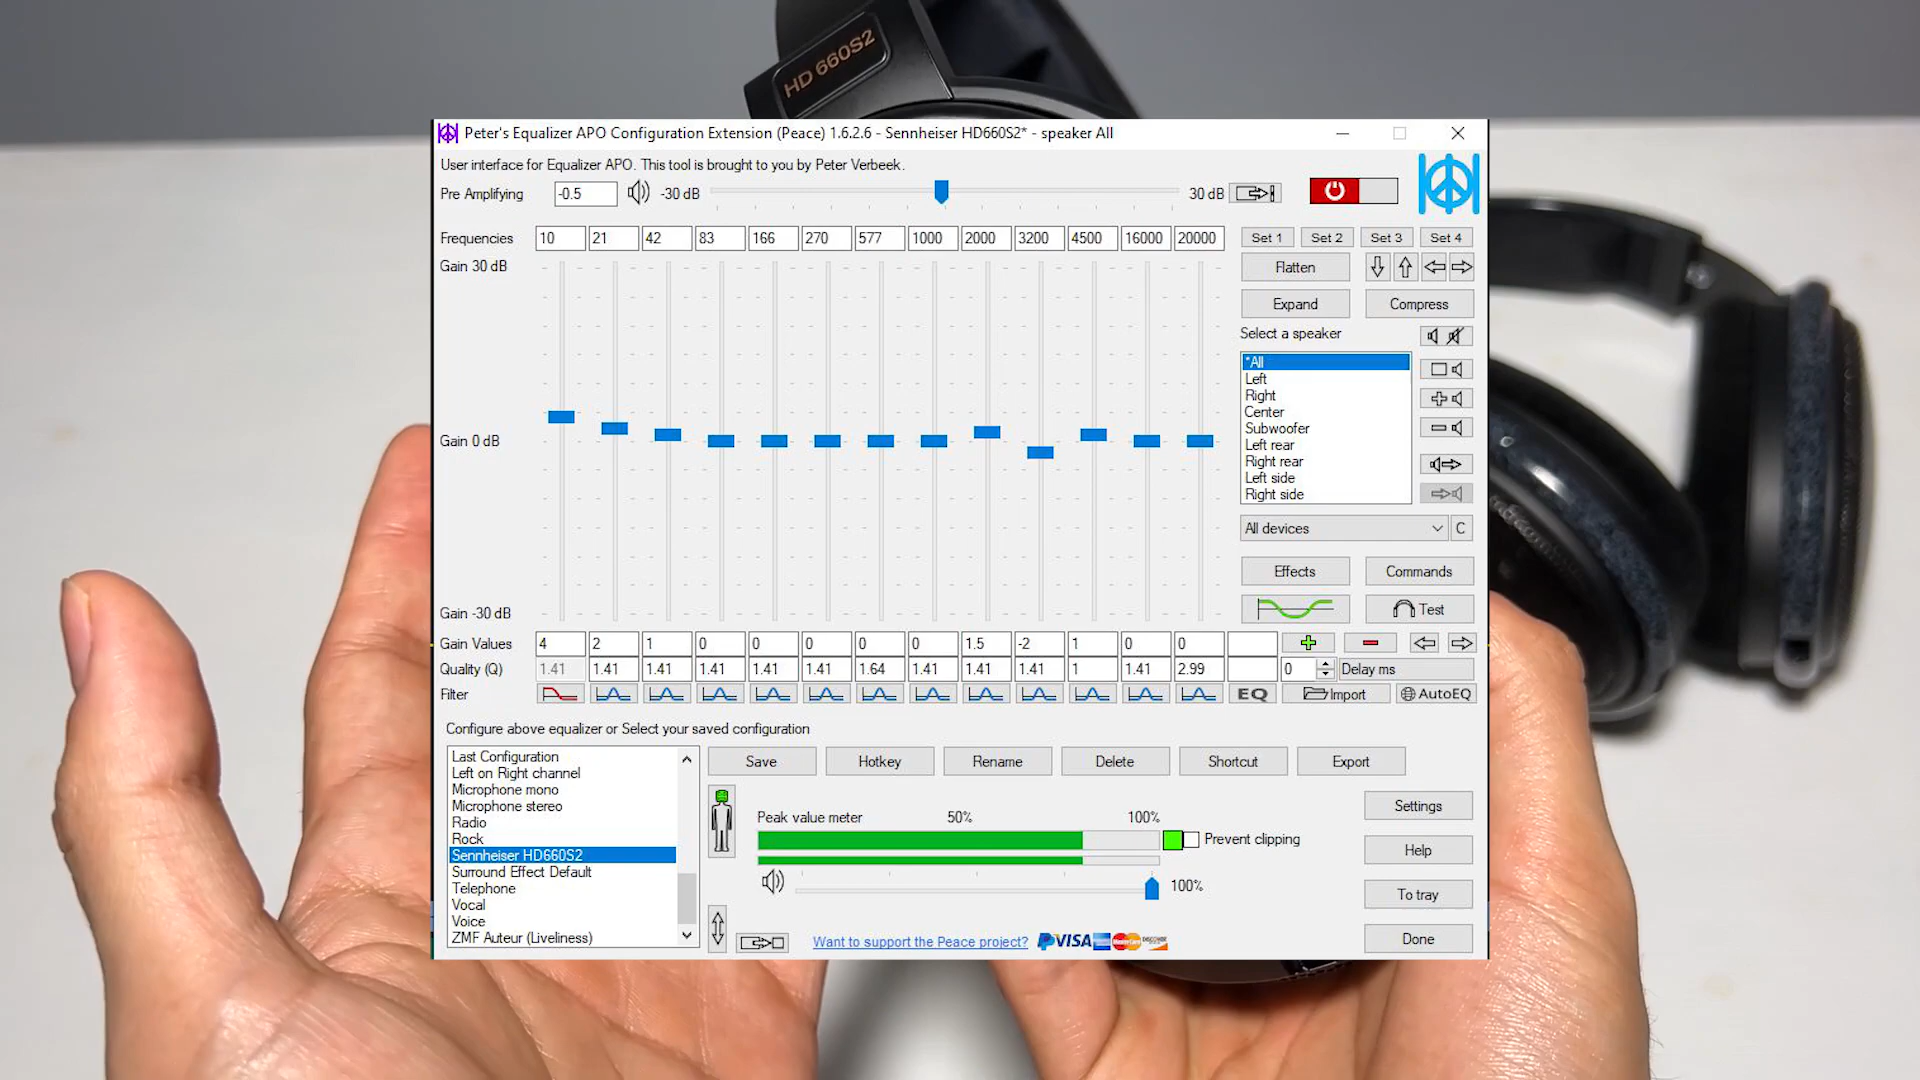 HD 660S2
Peter's Equalizer APO Configuration Extension (Peace) 1.6.2.6 - Sennheiser HD660S2* - speaker All
User interface for Equalizer APO. This tool is brought to you by Peter Verbeek.
Pre Amplifying -0.5 -30 dB 30 dB
Frequencies 10 21 42 83 166 270 577 1000 2000 3200 4500 16000 20000 Set 1 Set 2 Set 3 Set 4
Gain 30 dB Flatten
Expand Compress
Select a speaker
*All
Left
Right
Center
Subwoofer
Gain 0 dB
Left rear
Right rear
Left side
Right side
All devices C
Effects Commands
Gain -30 dB Test
Gain Values 4 2 1 0 0 0 0 0 1.5 -2 1 0 0
Quality (Q) 1.41 1.41 1.41 1.41 1.41 1.41 1.64 1.41 1.41 1.41 1 1.41 2.99 0 Delay ms
Filter EQ Import AutoEQ
Configure above equalizer or Select your saved configuration
Last Configuration
Left on Right channel
Microphone mono
Microphone stereo
Radio
Rock
Sennheiser HD660S2
Surround Effect Default
Telephone
Vocal
Voice
ZMF Auteur (Liveliness)
Save Hotkey Rename Delete Shortcut Export
Peak value meter 50% 100%
Prevent clipping
100%
Want to support the Peace project? VISA MasterCard DISCOVER
Settings
Help
To tray
Done